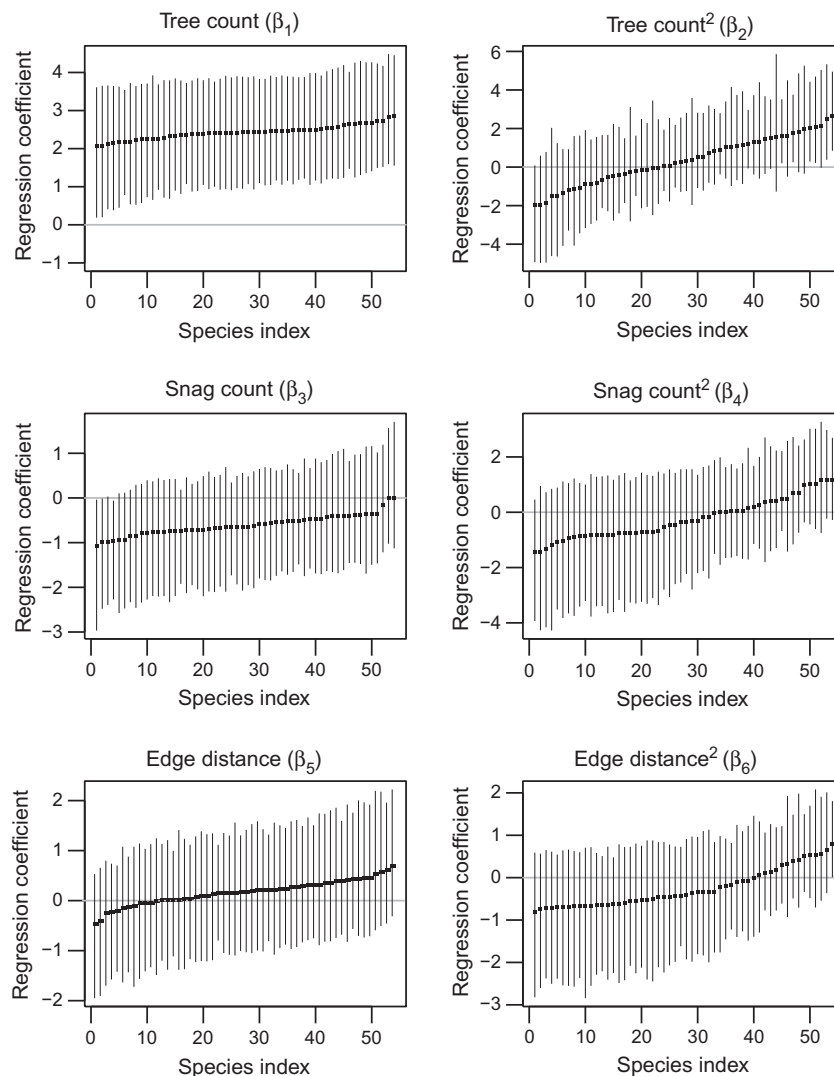 Tree count (β1)
Regression coefficient
4
3
2
1
0
−1
0 10 20 30 40 50
Species index
Tree count² (β2)
Regression coefficient
6
4
2
0
−2
−4
0 10 20 30 40 50
Species index
Snag count (β3)
Regression coefficient
1
0
−1
−2
−3
0 10 20 30 40 50
Species index
Snag count² (β4)
Regression coefficient
2
0
−2
−4
0 10 20 30 40 50
Species index
Edge distance (β5)
Regression coefficient
2
1
0
−1
−2
0 10 20 30 40 50
Species index
Edge distance² (β6)
Regression coefficient
2
1
0
−1
−2
−3
0 10 20 30 40 50
Species index